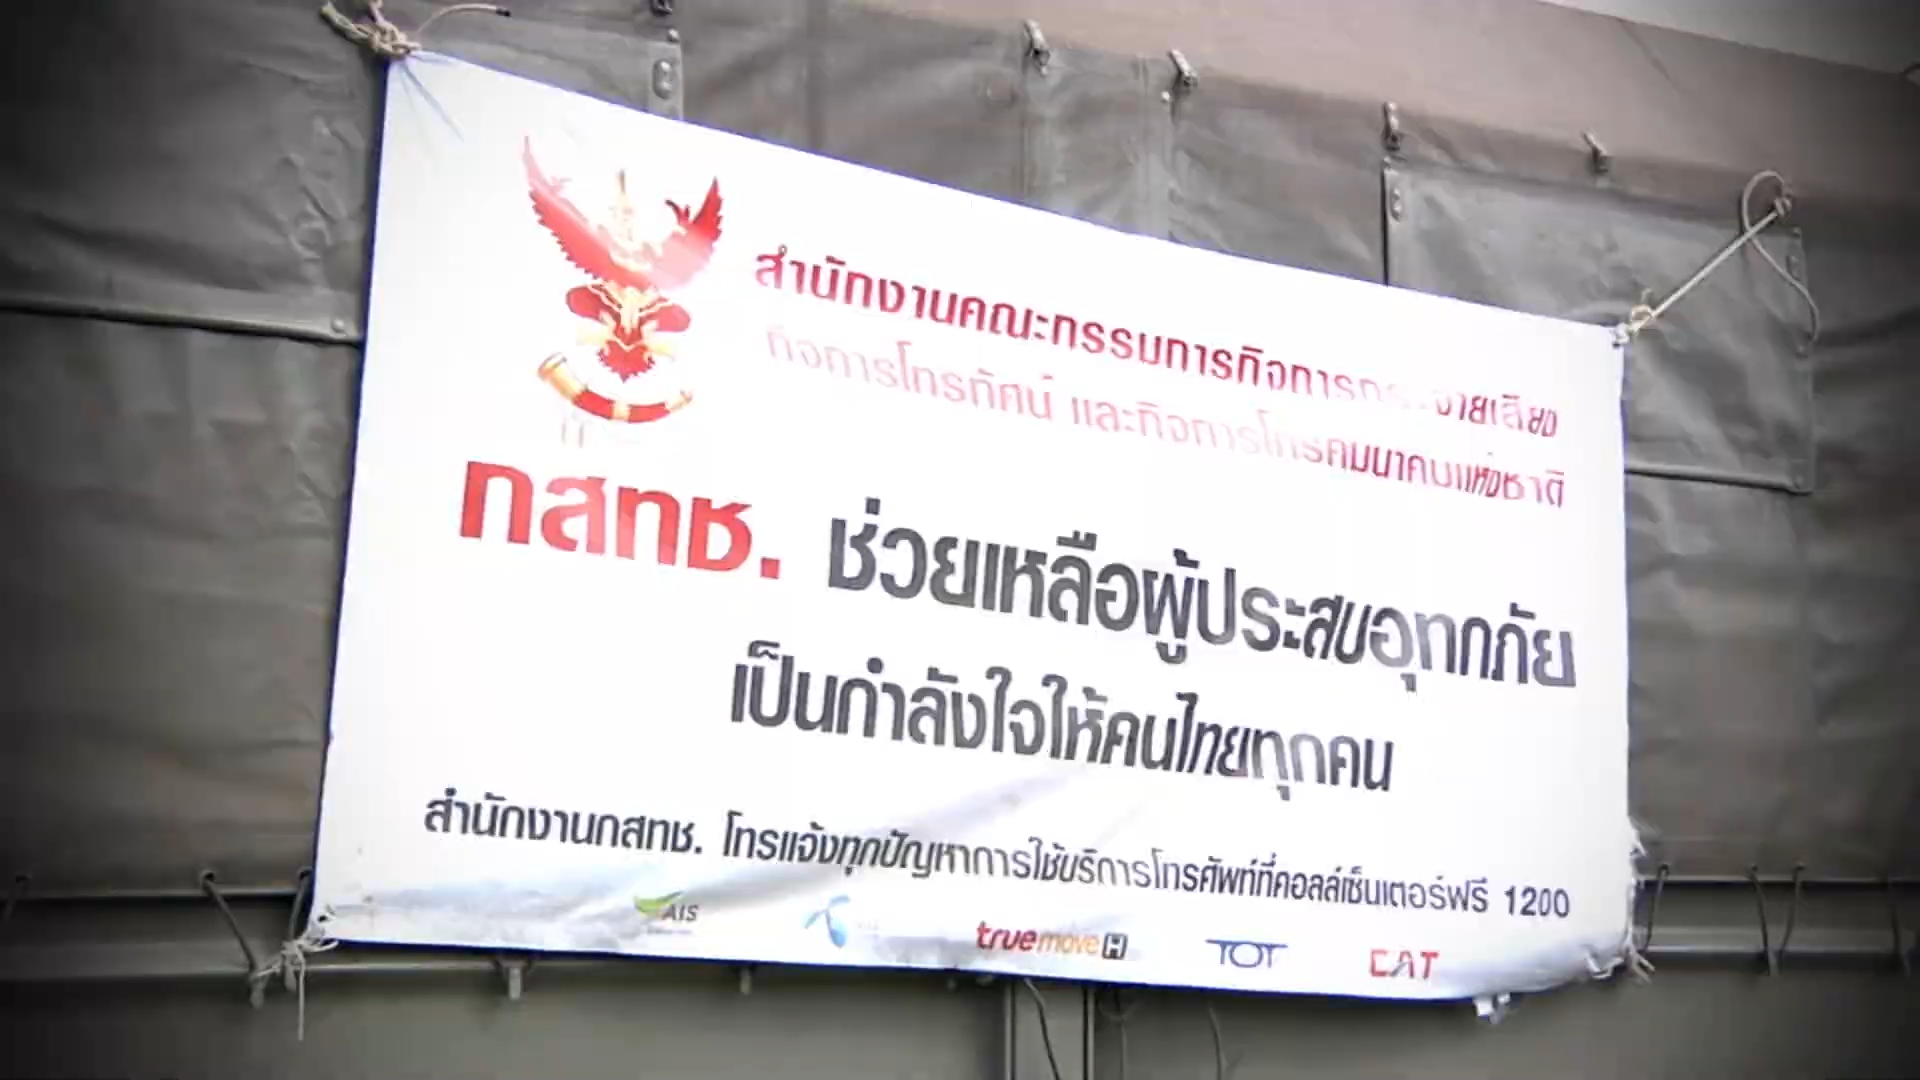 สำนักงานคณะกรรมการกิจการกระจายเสียง
กิจการโทรทัศน์ และกิจการโทรคมนาคมแห่งชาติ
กสทช. ช่วยเหลือผู้ประสบอุทกภัย
เป็นกำลังใจให้คนไทยทุกคน
สำนักงานกสทช. โทรแจ้งทุกปัญหาการใช้บริการโทรศัพท์ที่คอลล์เซ็นเตอร์ฟรี 1200
AIS truemove H TOT CAT